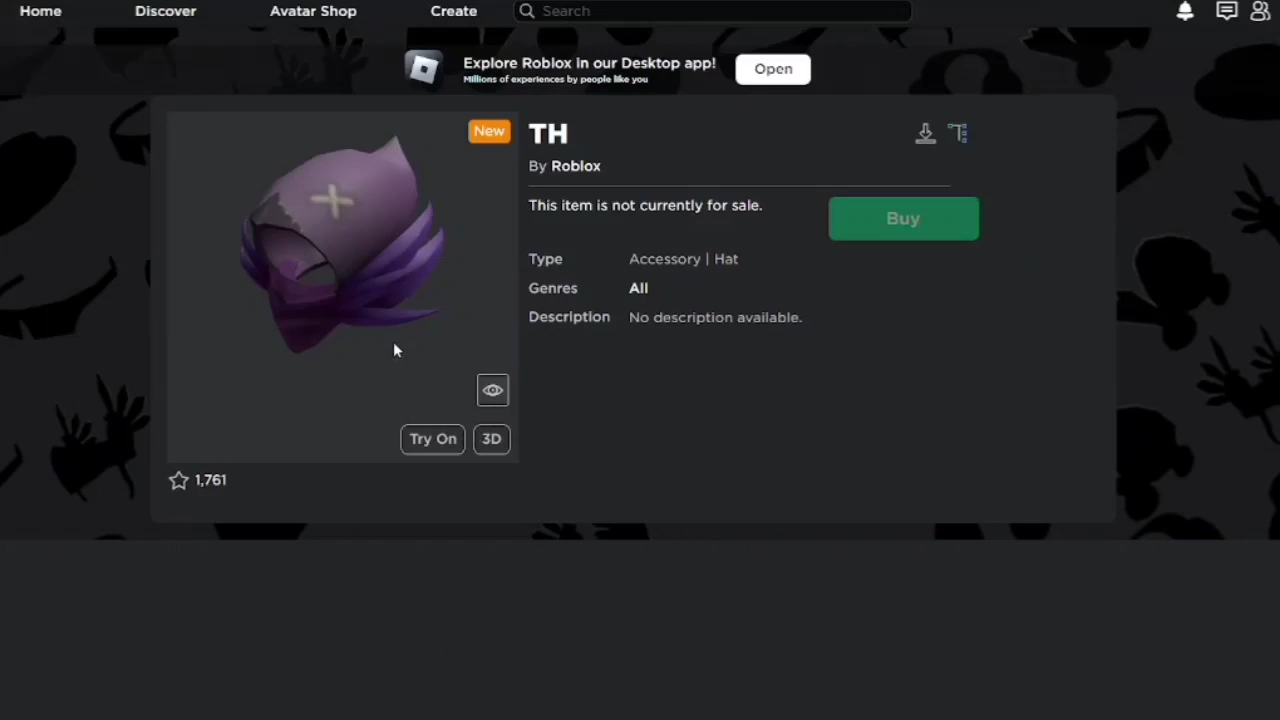 Home Discover Avatar Shop Create Search
Explore Roblox in our Desktop app!
Millions of experiences by people like you
Open
New
TH
By Roblox
This item is not currently for sale.
Buy
Type Accessory | Hat
Genres All
Description No description available.
Try On 3D
1,761